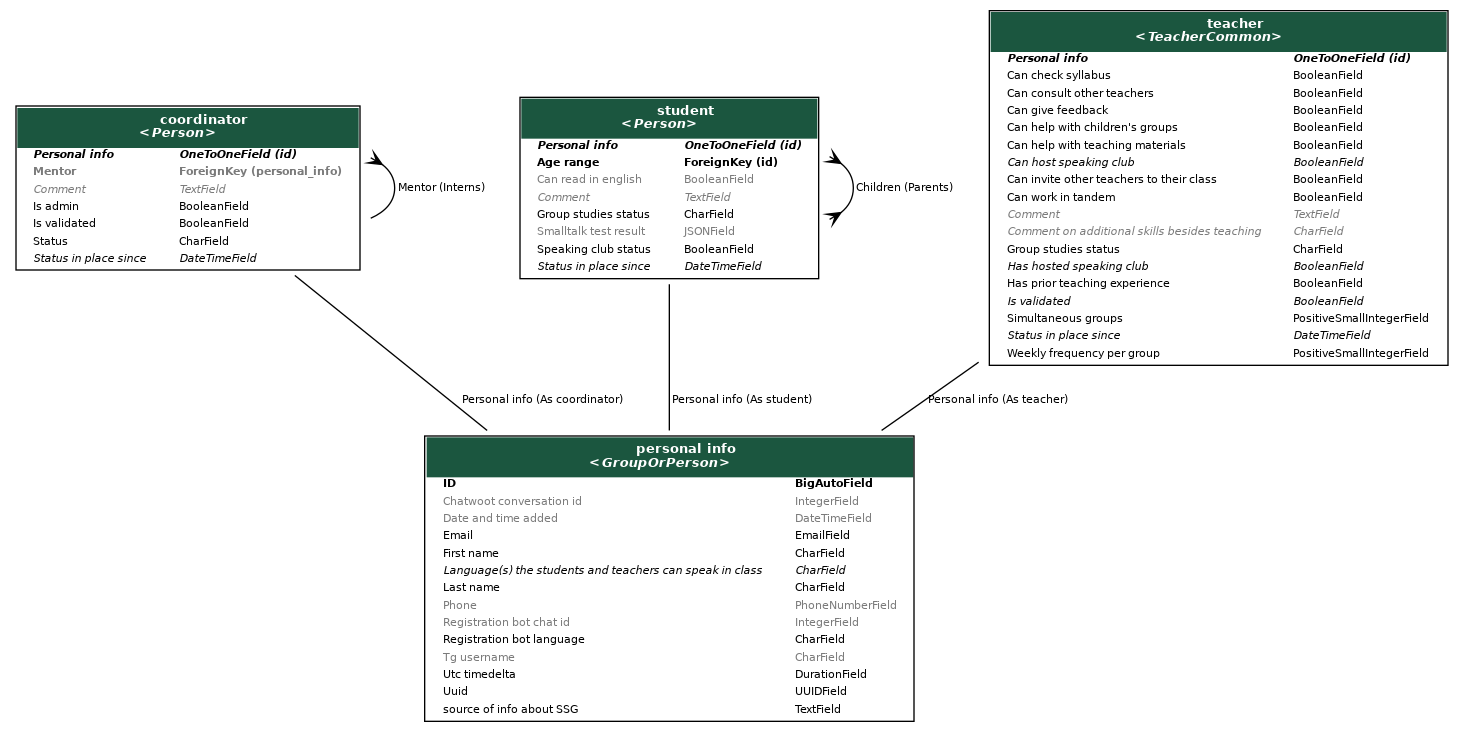 teacher
<TeacherCommon>
Personal info OneToOneField (id)
Can check syllabus BooleanField
Can consult other teachers BooleanField
Can give feedback BooleanField
Can help with children's groups BooleanField
Can help with teaching materials BooleanField
Can host speaking club BooleanField
Can invite other teachers to their class BooleanField
Can work in tandem BooleanField
Comment TextField
Comment on additional skills besides teaching CharField
Group studies status CharField
Has hosted speaking club BooleanField
Has prior teaching experience BooleanField
Is validated BooleanField
Simultaneous groups PositiveSmallIntegerField
Status in place since DateTimeField
Weekly frequency per group PositiveSmallIntegerField
coordinator
<Person>
Personal info OneToOneField (id)
Mentor ForeignKey (personal_info)
Comment TextField
Is admin BooleanField
Is validated BooleanField
Status CharField
Status in place since DateTimeField
Mentor (Interns)
student
<Person>
Personal info OneToOneField (id)
Age range ForeignKey (id)
Can read in english BooleanField
Comment TextField
Group studies status CharField
Smalltalk test result JSONField
Speaking club status BooleanField
Status in place since DateTimeField
Children (Parents)
Personal info (As coordinator)
Personal info (As student)
Personal info (As teacher)
personal info
<GroupOrPerson>
ID BigAutoField
Chatwoot conversation id IntegerField
Date and time added DateTimeField
Email EmailField
First name CharField
Language(s) the students and teachers can speak in class CharField
Last name CharField
Phone PhoneNumberField
Registration bot chat id IntegerField
Registration bot language CharField
Tg username CharField
Utc timedelta DurationField
Uuid UUIDField
source of info about SSG TextField